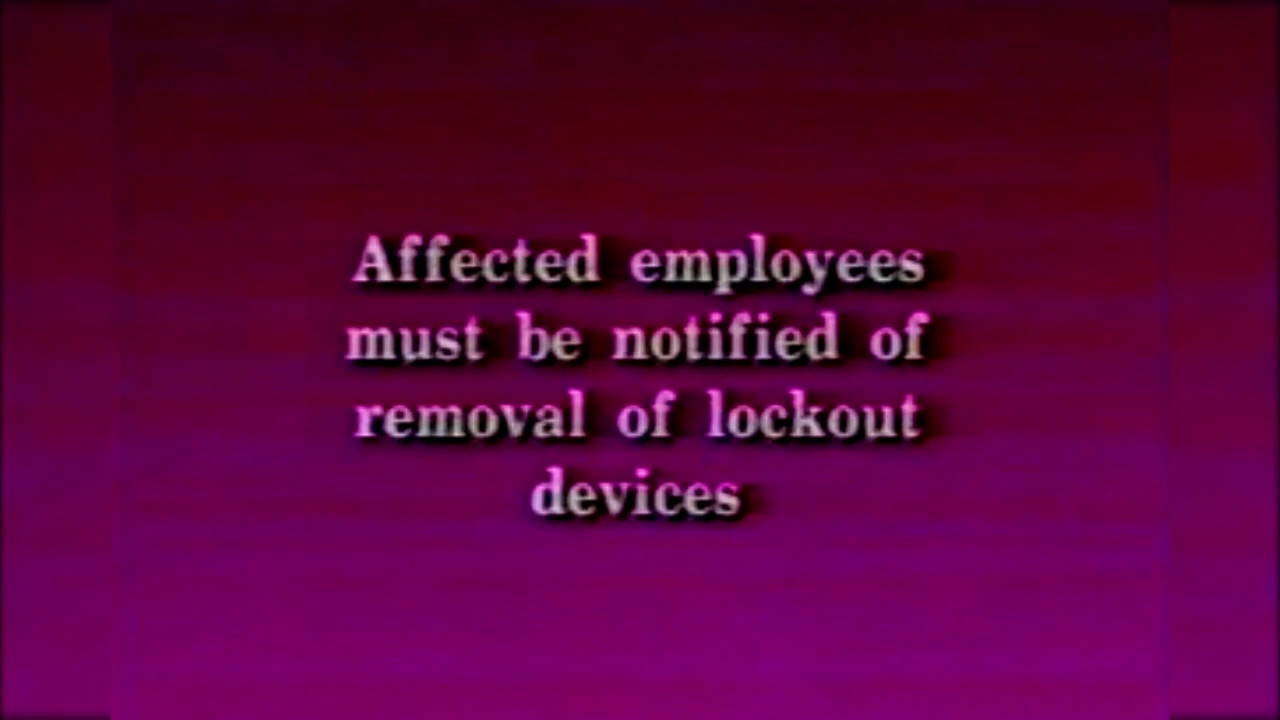 Affected employees
must be notified of
removal of lockout
devices